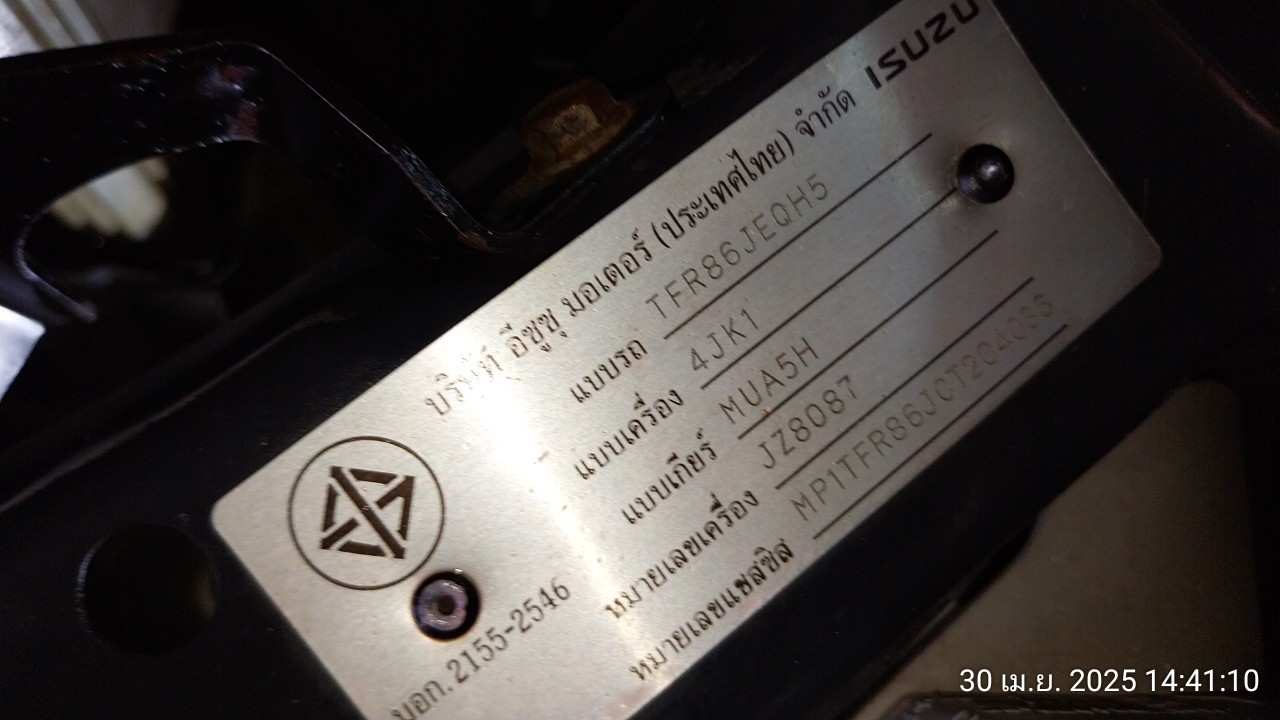 ISUZU
บริษัท อีซูซุ มอเตอร์ (ประเทศไทย) จำกัด
แบบรถ TFR86JEQH5
แบบเครื่อง 4JK1
แบบเกียร์ MUA5H
หมายเลขเครื่อง JZ8087
หมายเลขแชสซิส MP1TFR86JCT204036
มอก.2155-2546
30 เม.ย. 2025 14:41:10